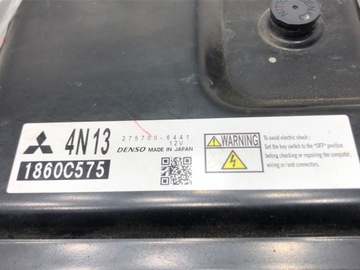 4N13
275700-6441
12V
DENSO MADE IN JAPAN
1860C575
WARNING
To avoid electric shock ;
Set the key switch to the "OFF" position
before checking or repairing the computer,
wiring or / and connectors.